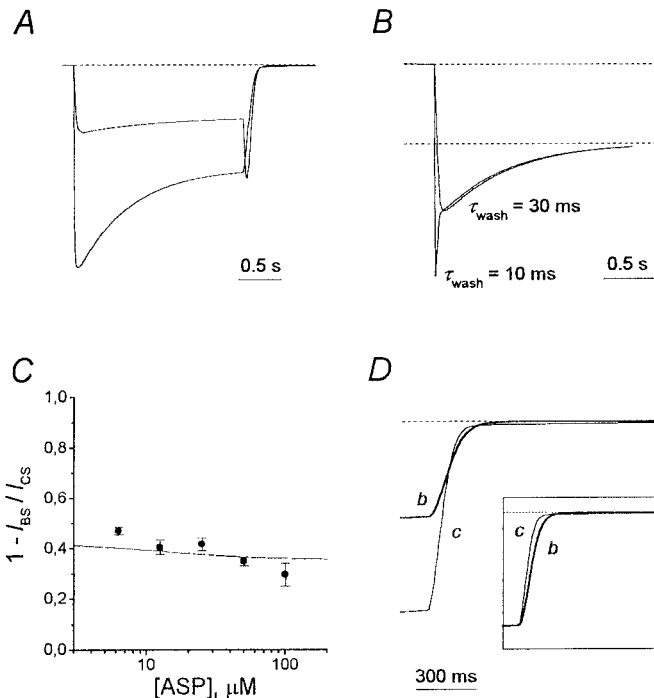 A
B
0.5 s
τwash = 30 ms
τwash = 10 ms
0.5 s
C
1 - IBS / ICS
1,0
0,8
0,6
0,4
0,2
0,0
10
100
[ASP], μM
D
b
c
c
b
300 ms